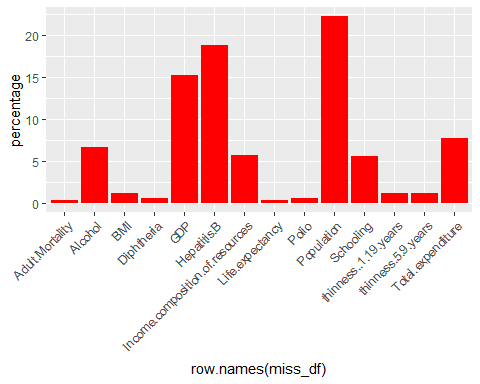 percentage
20
15
10
5
0
Adult.Mortality
Alcohol
BMI
Diphtheria
GDP
Hepatitis.B
Income.composition.of.resources
Life.expectancy
Polio
Population
Schooling
thinness..1.19.years
thinness.5.9.years
Total.expenditure
row.names(miss_df)